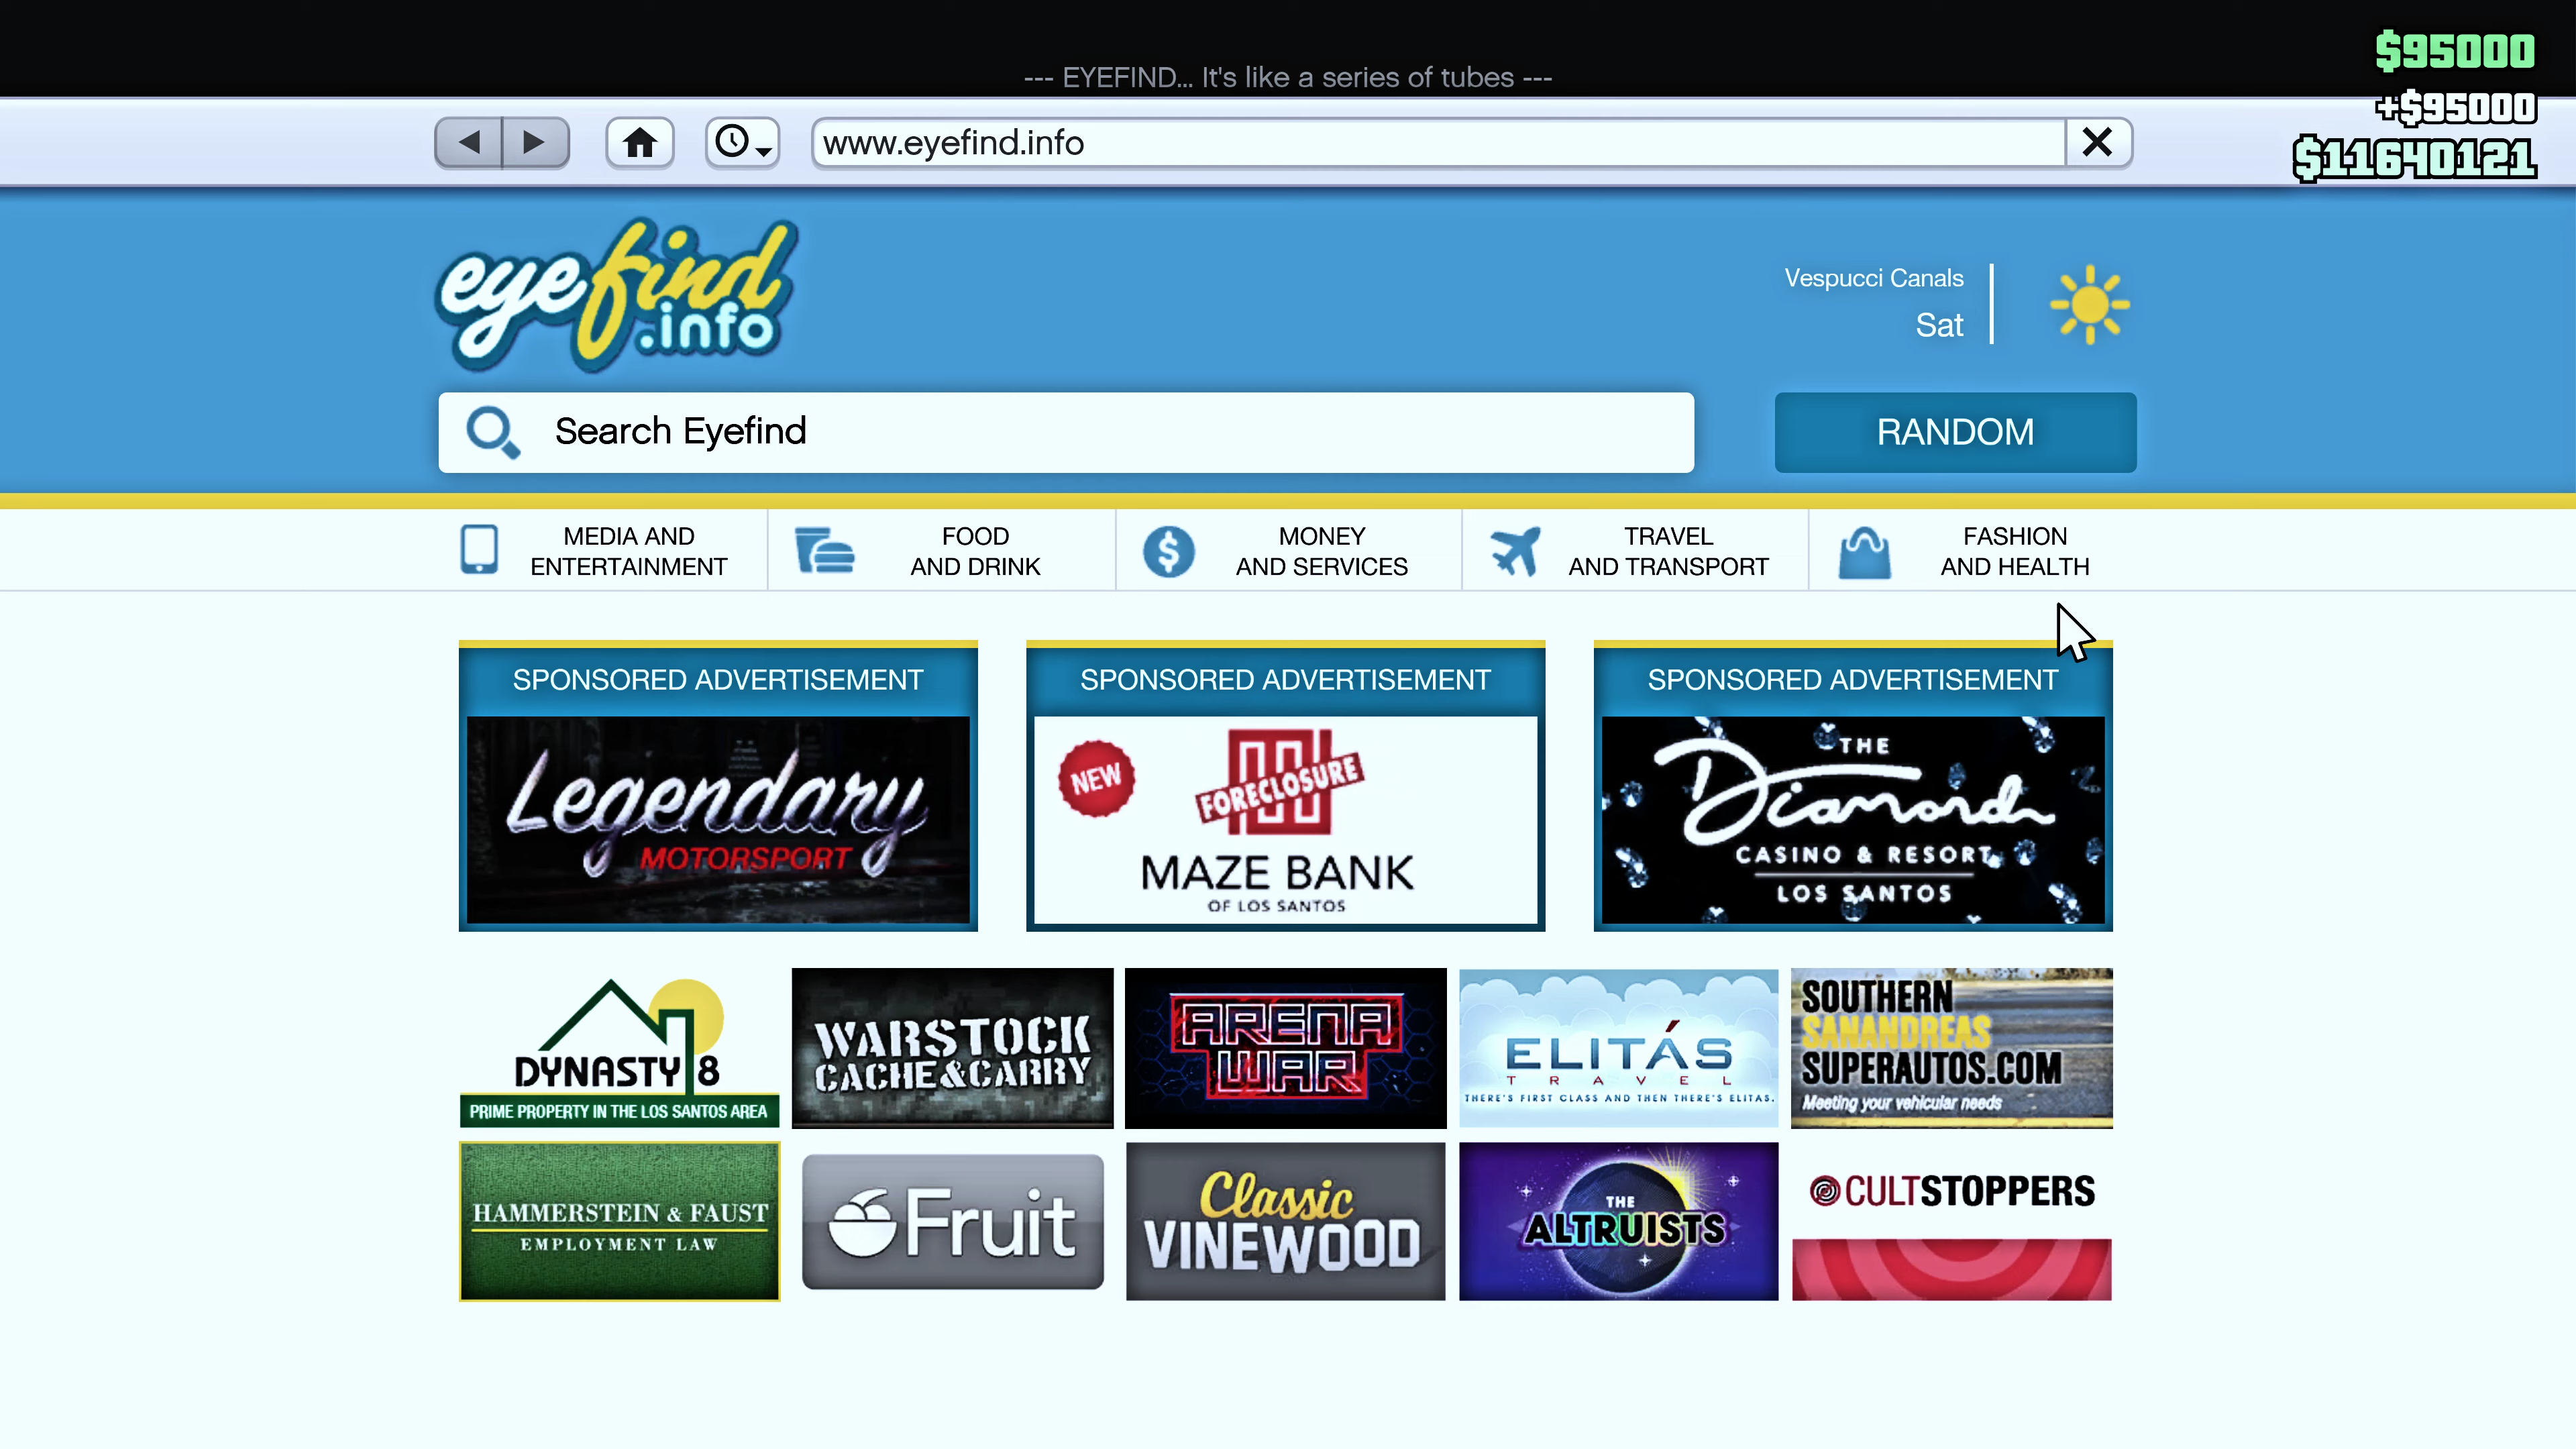 $95000
--- EYEFIND... It's like a series of tubes ---
+$95000
www.eyefind.info
$11640121
eyefind
.info
Vespucci Canals
Sat
Search Eyefind
RANDOM
MEDIA AND
ENTERTAINMENT
FOOD
AND DRINK
MONEY
AND SERVICES
TRAVEL
AND TRANSPORT
FASHION
AND HEALTH
SPONSORED ADVERTISEMENT
Legendary
MOTORSPORT
SPONSORED ADVERTISEMENT
NEW
FORECLOSURE
MAZE BANK
OF LOS SANTOS
SPONSORED ADVERTISEMENT
THE
Diamond
CASINO & RESORT
LOS SANTOS
DYNASTY 8
PRIME PROPERTY IN THE LOS SANTOS AREA
WARSTOCK
CACHE&CARRY
ARENA
WAR
ELITÁS
TRAVEL
THERE'S FIRST CLASS AND THEN THERE'S ELITAS.
SOUTHERN
SANANDREAS
SUPERAUTOS.COM
Meeting your vehicular needs
HAMMERSTEIN & FAUST
EMPLOYMENT LAW
Fruit
Classic
VINEWOOD
THE
ALTRUISTS
CULTSTOPPERS